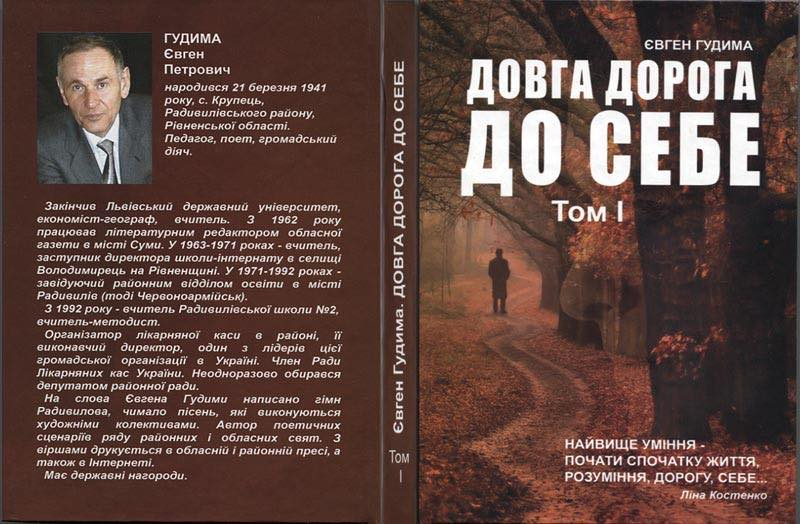 ГУДИМА
Євген
Петрович
народився 21 березня 1941
року, с. Крупець,
Радивилівського району,
Рівненської області.
Педагог, поет, громадський
діяч.
Закінчив Львівський державний університет,
економіст-географ, вчитель. З 1962 року
працював літературним редактором обласної
газети в місті Суми. У 1963-1971 роках - вчитель,
заступник директора школи-інтернату в селищі
Володимирець на Рівненщині. У 1971-1992 роках -
завідуючий районним відділом освіти в місті
Радивилів (тоді Червоноармійськ).
З 1992 року - вчитель Радивилівської школи №2,
вчитель-методист.
Організатор лікарняної каси в районі, її
виконавчий директор, один з лідерів цієї
громадської організації в Україні. Член Ради
Лікарняних кас України. Неодноразово обирався
депутатом районної ради.
На слова Євгена Гудими написано гімн
Радивилова, чимало пісень, які виконуються
художніми колективами. Автор поетичних
сценаріїв ряду районних і обласних свят. З
віршами друкується в обласній і районній пресі, а
також в Інтернеті.
Має державні нагороди.
Євген Гудима. ДОВГА ДОРОГА ДО СЕБЕ
Том
I
ЄВГЕН ГУДИМА
ДОВГА ДОРОГА
ДО СЕБЕ
Том I
НАЙВИЩЕ УМІННЯ -
ПОЧАТИ СПОЧАТКУ ЖИТТЯ,
РОЗУМІННЯ, ДОРОГУ, СЕБЕ...
Ліна Костенко